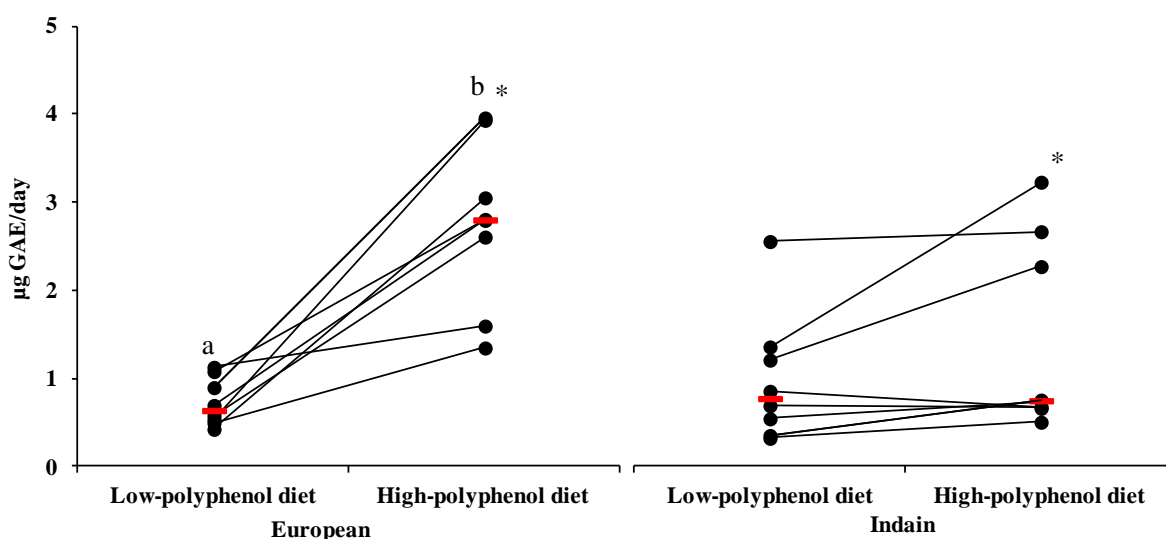 5
4
3
2
1
0
µg GAE/day
a
b *
*
Low-polyphenol diet
High-polyphenol diet
European
Low-polyphenol diet
High-polyphenol diet
Indain